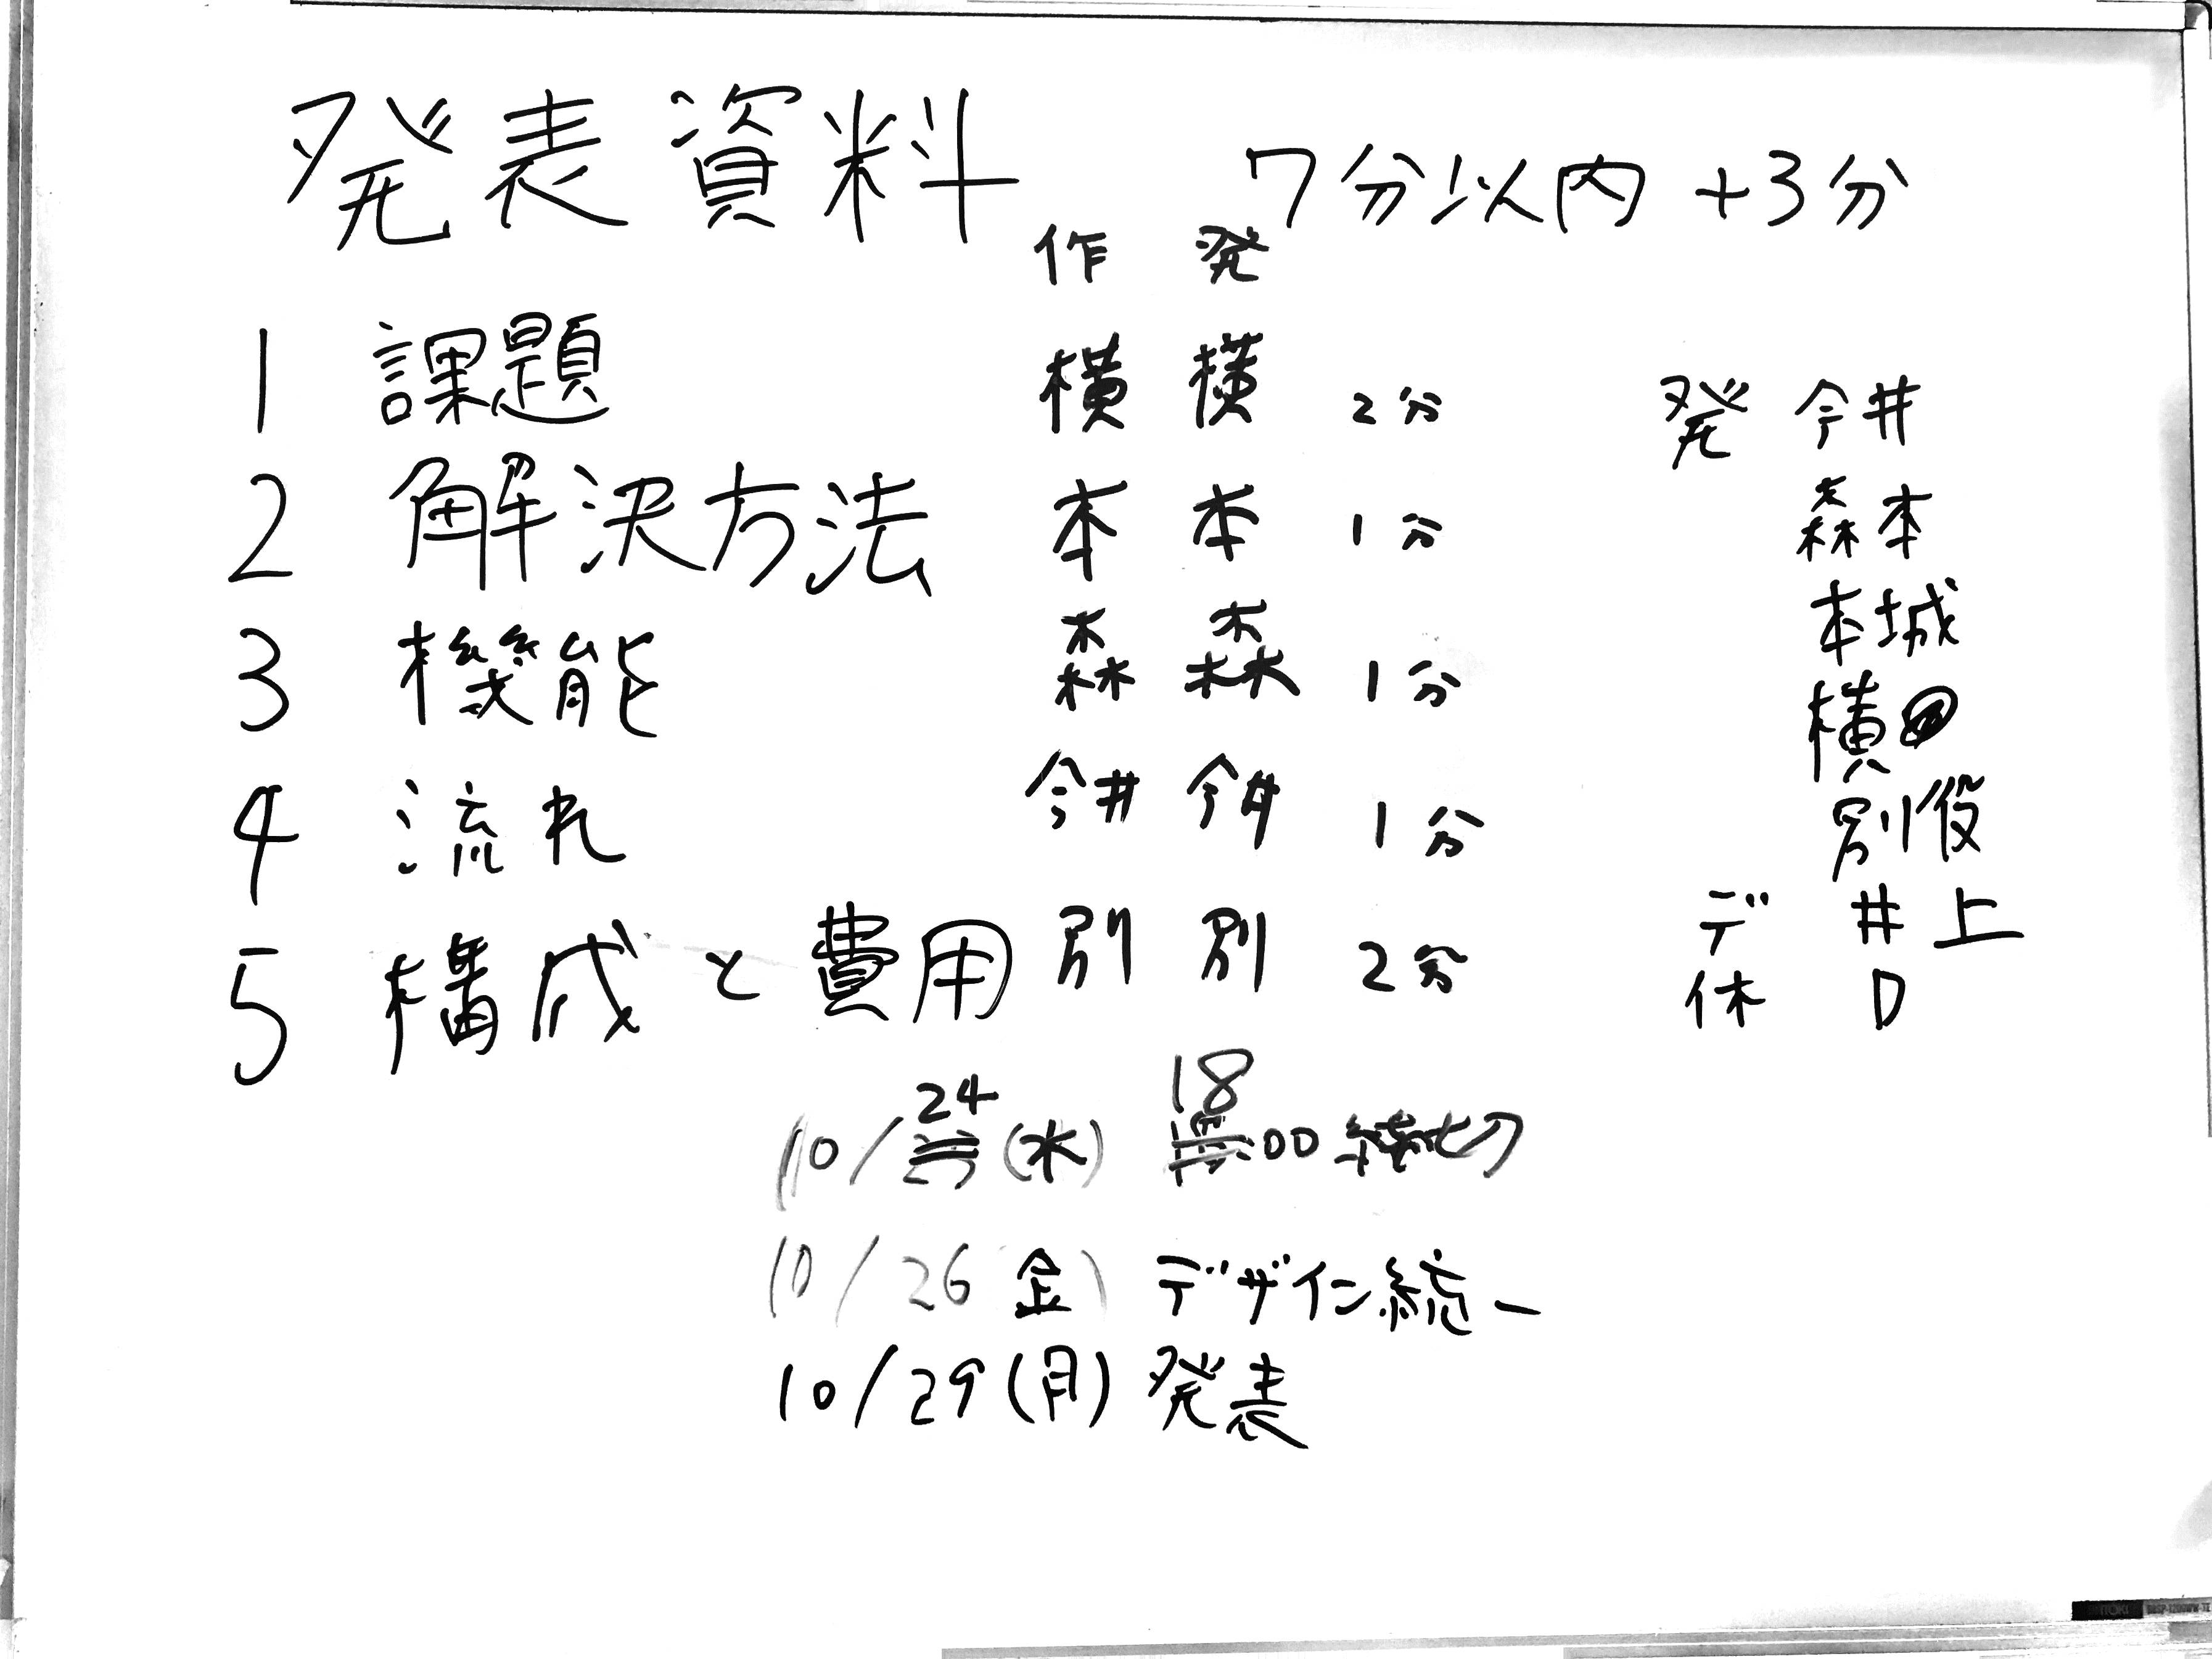 発表資料 7分以内 +3分
作 発
1 課題 横 横 2分
2 解決方法 本 本 1分
3 機能 森 森 1分
4 流れ 今井 今井 1分
5 構成と費用 別 別 2分
発 今井
森本
本城
横田
別役
デ 井上
休 D
24 18
10/ (水) 00 締切
10/26 金) デザイン統一
10/29(月) 発表